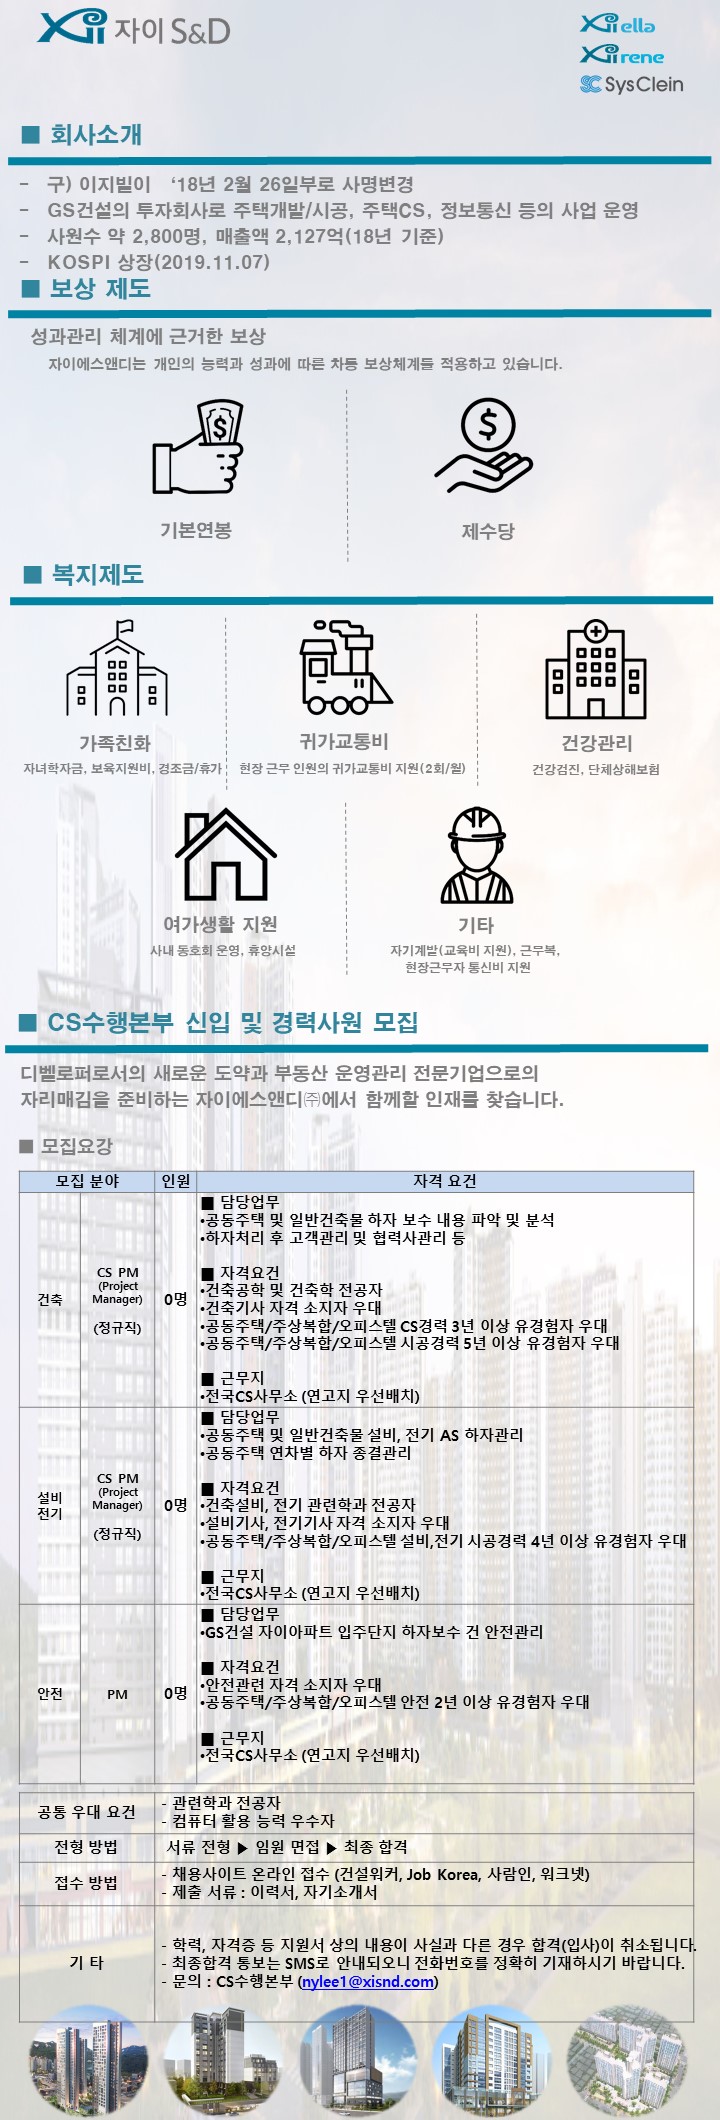 Xi 자이 S&D
Xi ella
Xi rene
SysClein
■ 회사소개
- 구) 이지빌이 ‘18년 2월 26일부로 사명변경
- GS건설의 투자회사로 주택개발/시공, 주택CS, 정보통신 등의 사업 운영
- 사원수 약 2,800명, 매출액 2,127억(18년 기준)
- KOSPI 상장(2019.11.07)
■ 보상 제도
성과관리 체계에 근거한 보상
자이에스앤디는 개인의 능력과 성과에 따른 차등 보상체계를 적용하고 있습니다.
기본연봉
제수당
■ 복지제도
가족친화
자녀학자금, 보육지원비, 경조금/휴가
귀가교통비
현장 근무 인원의 귀가교통비 지원(2회/월)
건강관리
건강검진, 단체상해보험
여가생활 지원
사내 동호회 운영, 휴양시설
기타
자기계발(교육비 지원), 근무복,
현장근무자 통신비 지원
■ CS수행본부 신입 및 경력사원 모집
디벨로퍼로서의 새로운 도약과 부동산 운영관리 전문기업으로의
자리매김을 준비하는 자이에스앤디㈜에서 함께할 인재를 찾습니다.
■ 모집요강
모집 분야 인원 자격 요건
건축
CS PM
(Project
Manager)
(정규직)
0명
■ 담당업무
•공동주택 및 일반건축물 하자 보수 내용 파악 및 분석
•하자처리 후 고객관리 및 협력사관리 등
■ 자격요건
•건축공학 및 건축학 전공자
•건축기사 자격 소지자 우대
•공동주택/주상복합/오피스텔 CS경력 3년 이상 유경험자 우대
•공동주택/주상복합/오피스텔 시공경력 5년 이상 유경험자 우대
■ 근무지
•전국CS사무소 (연고지 우선배치)
설비
전기
CS PM
(Project
Manager)
(정규직)
0명
■ 담당업무
•공동주택 및 일반건축물 설비, 전기 AS 하자관리
•공동주택 연차별 하자 종결관리
■ 자격요건
•건축설비, 전기 관련학과 전공자
•설비기사, 전기기사 자격 소지자 우대
•공동주택/주상복합/오피스텔 설비,전기 시공경력 4년 이상 유경험자 우대
■ 근무지
•전국CS사무소 (연고지 우선배치)
안전
PM
0명
■ 담당업무
•GS건설 자이아파트 입주단지 하자보수 건 안전관리
■ 자격요건
•안전관련 자격 소지자 우대
•공동주택/주상복합/오피스텔 안전 2년 이상 유경험자 우대
■ 근무지
•전국CS사무소 (연고지 우선배치)
공통 우대 요건
- 관련학과 전공자
- 컴퓨터 활용 능력 우수자
전형 방법
서류 전형 ▶ 임원 면접 ▶ 최종 합격
접수 방법
- 채용사이트 온라인 접수 (건설워커, Job Korea, 사람인, 워크넷)
- 제출 서류 : 이력서, 자기소개서
기 타
- 학력, 자격증 등 지원서 상의 내용이 사실과 다른 경우 합격(입사)이 취소됩니다.
- 최종합격 통보는 SMS로 안내되오니 전화번호를 정확히 기재하시기 바랍니다.
- 문의 : CS수행본부 (nylee1@xisnd.com)